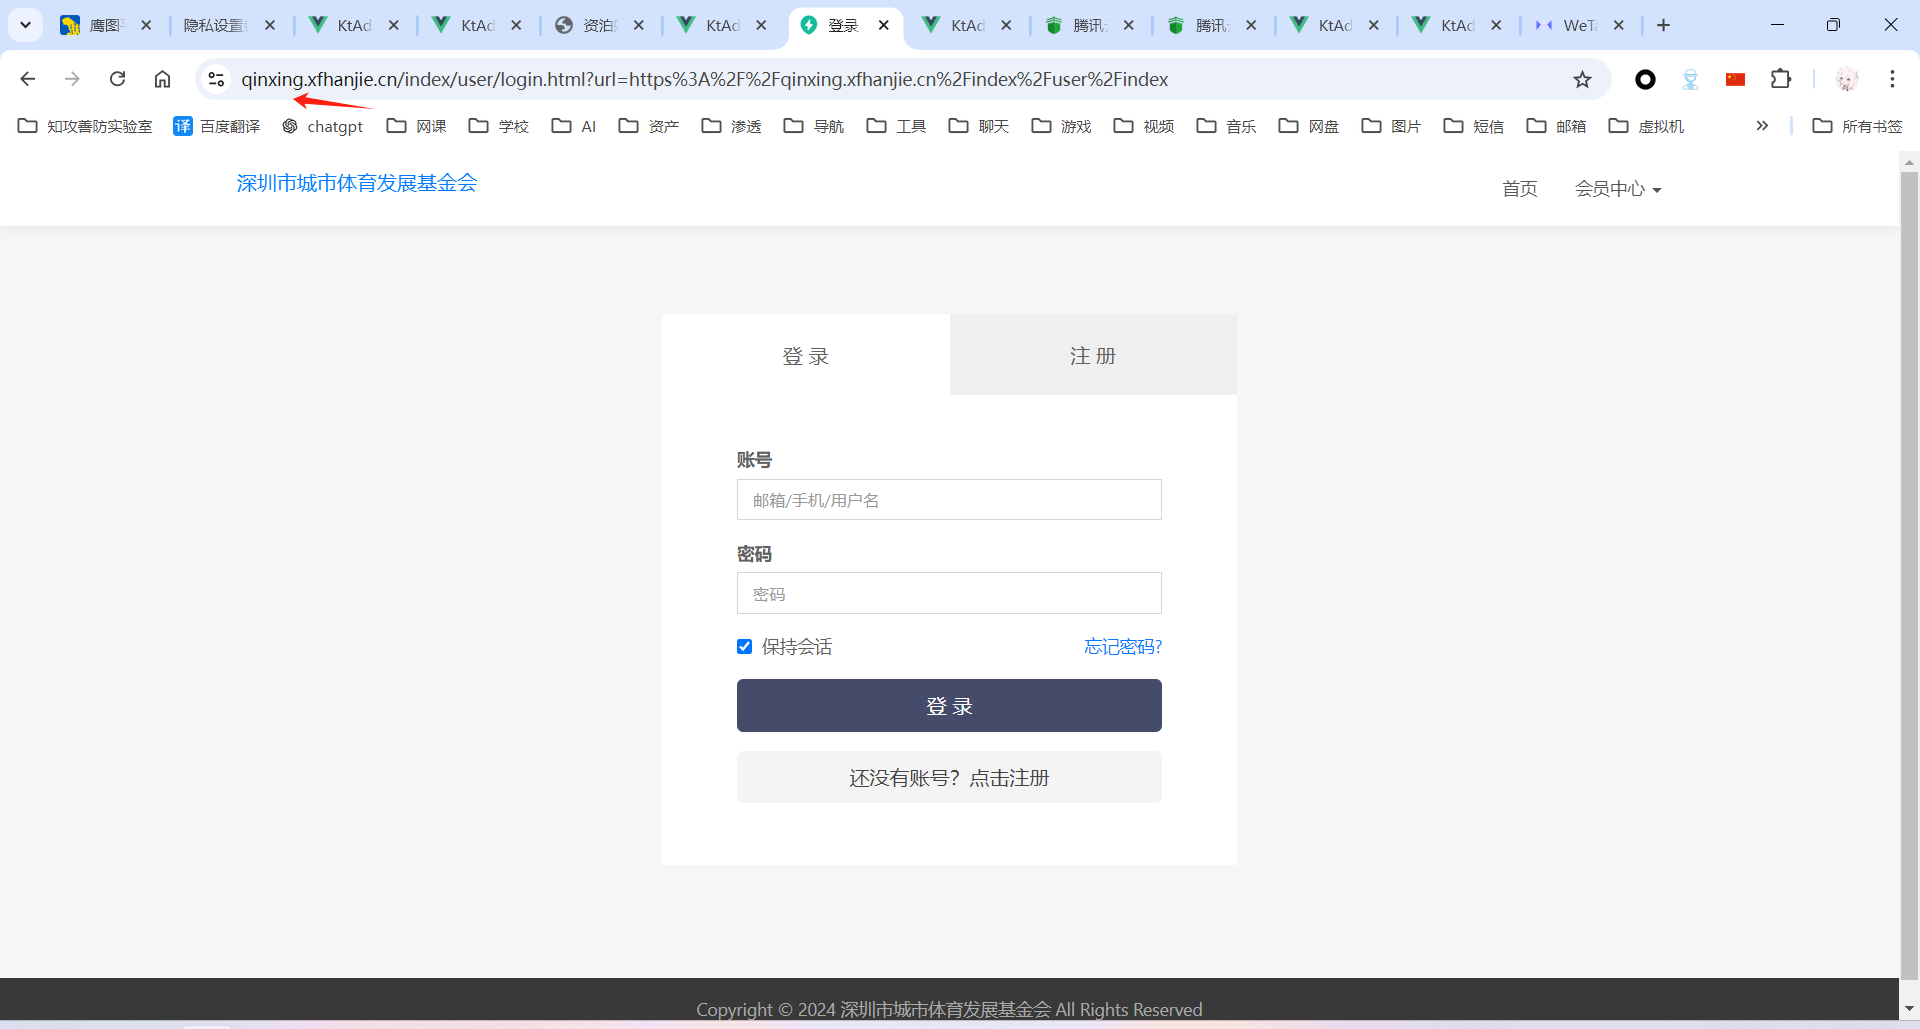 鹰图平 隐私设置错 KtAd KtAd 资泊 KtAd 登录 KtAd 腾讯云 腾讯云 KtAd KtAd WeTa
qinxing.xfhanjie.cn/index/user/login.html?url=https%3A%2F%2Fqinxing.xfhanjie.cn%2Findex%2Fuser%2Findex
知攻善防实验室 译 百度翻译 chatgpt 网课 学校 AI 资产 渗透 导航 工具 聊天 游戏 视频 音乐 网盘 图片 短信 邮箱 虚拟机 » 所有书签
深圳市城市体育发展基金会 首页 会员中心
登 录 注 册
账号
邮箱/手机/用户名
密码
密码
保持会话 忘记密码?
登 录
还没有账号？点击注册
Copyright © 2024 深圳市城市体育发展基金会 All Rights Reserved